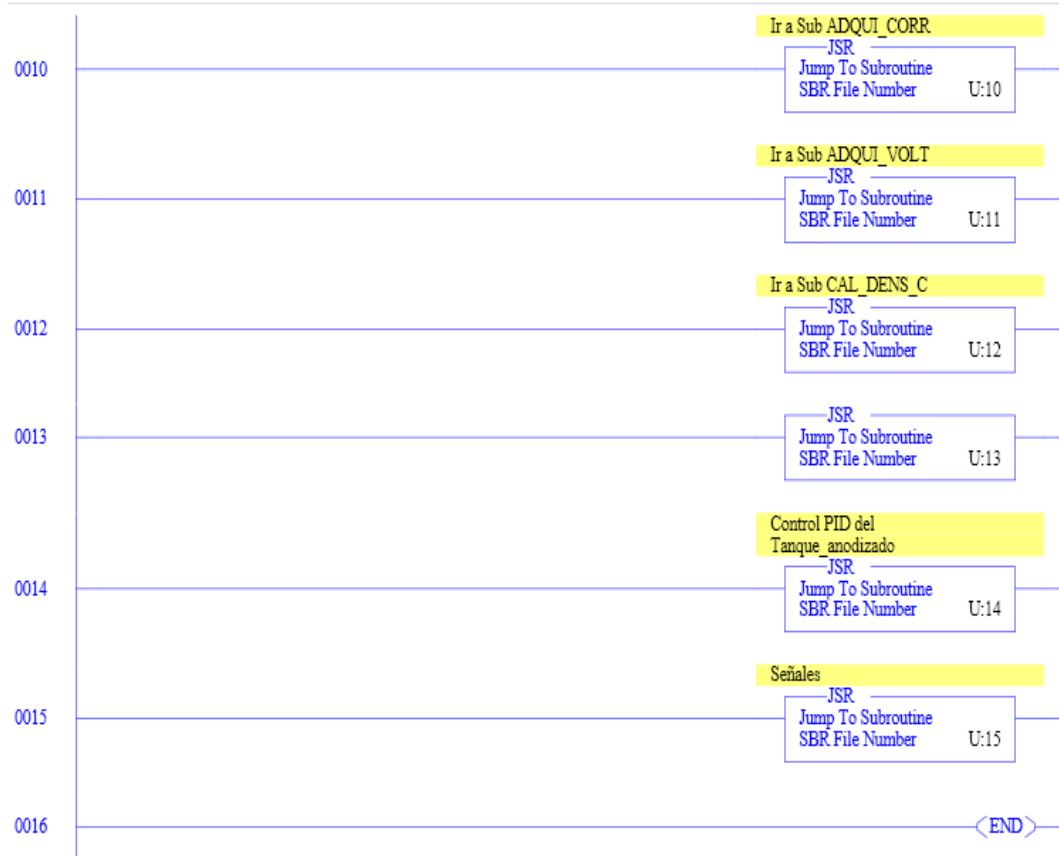 Ir a Sub ADQUI_CORR
JSR
0010
Jump To Subroutine
SBR File Number U:10
Ir a Sub ADQUI_VOLT
JSR
0011
Jump To Subroutine
SBR File Number U:11
Ir a Sub CAL_DENS_C
JSR
0012
Jump To Subroutine
SBR File Number U:12
JSR
0013
Jump To Subroutine
SBR File Number U:13
Control PID del
Tanque_anodizado
JSR
0014
Jump To Subroutine
SBR File Number U:14
Señales
JSR
0015
Jump To Subroutine
SBR File Number U:15
0016
END